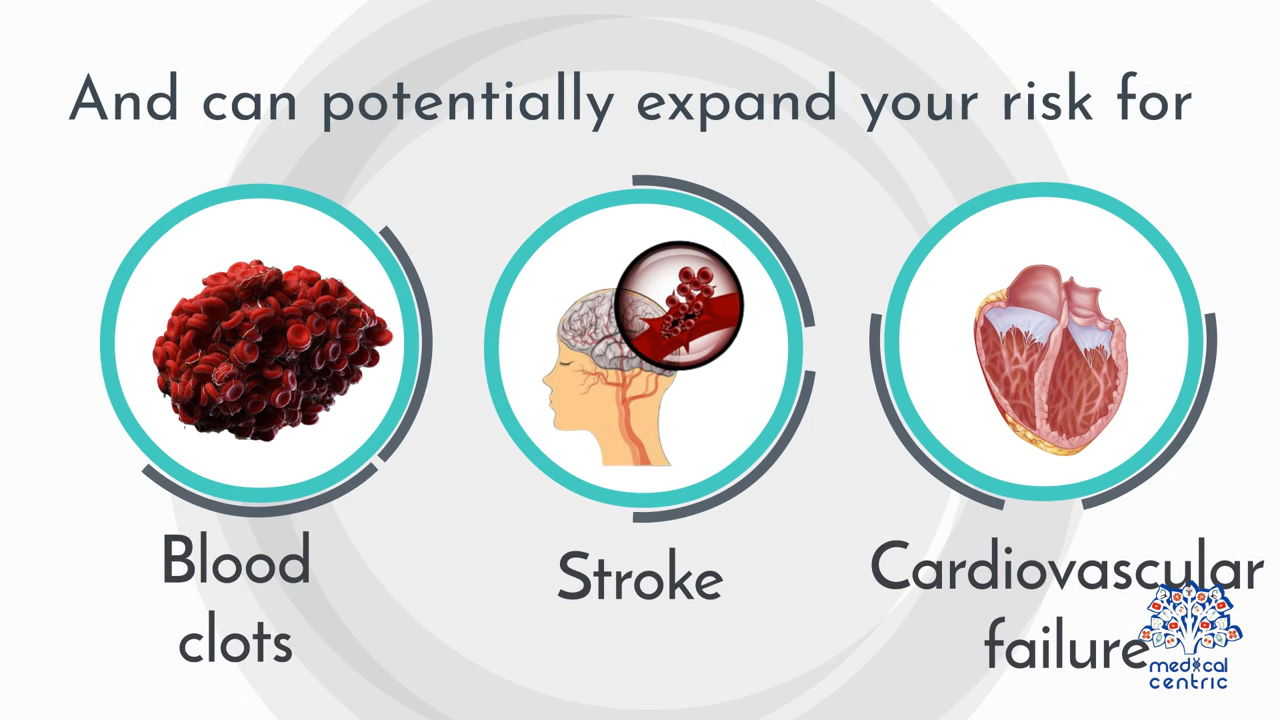 And can potentially expand your risk for
Blood
clots
Stroke
Cardiovascular
failure
medical
centric